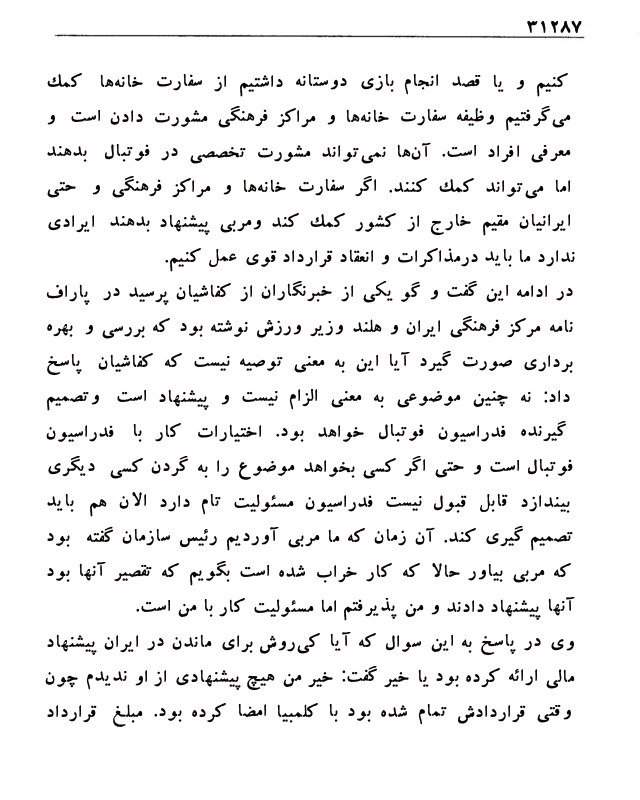 ۳۱۲۸۷
کنیم و یا قصد انجام بازی دوستانه داشتیم از سفارت خانه‌ها کمک
می‌گرفتیم وظیفه سفارت خانه‌ها و مراکز فرهنگی مشورت دادن است و
معرفی افراد است. آن‌ها نمی‌تواند مشورت تخصصی در فوتبال بدهند
اما می‌تواند کمک کنند. اگر سفارت خانه‌ها و مراکز فرهنگی و حتی
ایرانیان مقیم خارج از کشور کمک کند ومربی پیشنهاد بدهند ایرادی
ندارد ما باید درمذاکرات و انعقاد قرارداد قوی عمل کنیم.
در ادامه این گفت و گو یکی از خبرنگاران از کفاشیان پرسید در پاراف
نامه مرکز فرهنگی ایران و هلند وزیر ورزش نوشته بود که بررسی و بهره
برداری صورت گیرد آیا این به معنی توصیه نیست که کفاشیان پاسخ
داد: نه چنین موضوعی به معنی الزام نیست و پیشنهاد است وتصمیم
گیرنده فدراسیون فوتبال خواهد بود. اختیارات کار با فدراسیون
فوتبال است و حتی اگر کسی بخواهد موضوع را به گردن کسی دیگری
بیندازد قابل قبول نیست فدراسیون مسئولیت تام دارد الان هم باید
تصمیم گیری کند. آن زمان که ما مربی آوردیم رئیس سازمان گفته بود
که مربی بیاور حالا که کار خراب شده است بگویم که تقصیر آنها بود
آنها پیشنهاد دادند و من پذیرفتم اما مسئولیت کار با من است.
وی در پاسخ به این سوال که آیا کی‌روش برای ماندن در ایران پیشنهاد
مالی ارائه کرده بود یا خیر گفت: خیر من هیچ پیشنهادی از او ندیدم چون
وقتی قراردادش تمام شده بود با کلمبیا امضا کرده بود. مبلغ قرارداد